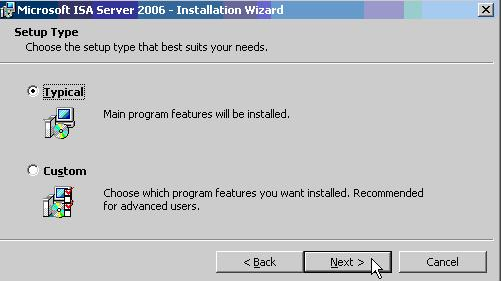 Microsoft ISA Server 2006 - Installation Wizard
Setup Type
Choose the setup type that best suits your needs.
Typical
Main program features will be installed.
Custom
Choose which program features you want installed. Recommended
for advanced users.
< Back
Next >
Cancel